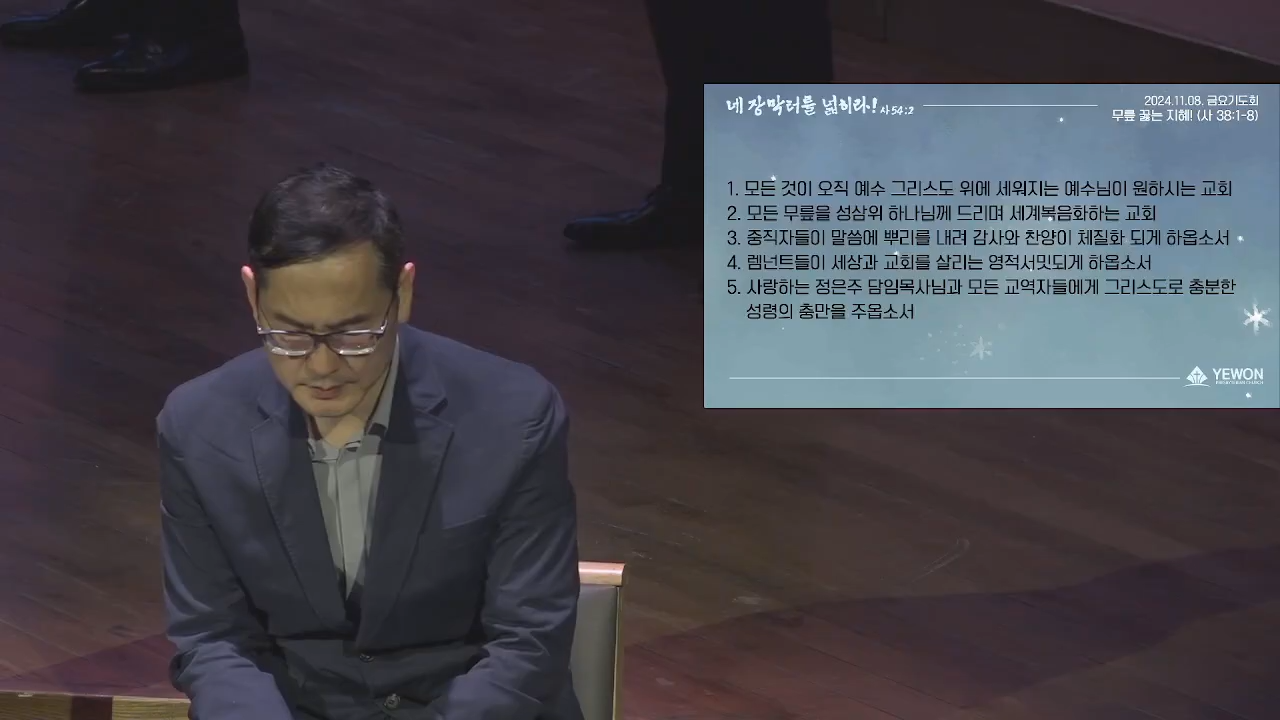 네 장막터를 넓히라! 사 54:2
2024.11.08. 금요기도회
무릎 꿇는 지혜! (사 38:1-8)
1. 모든 것이 오직 예수 그리스도 위에 세워지는 예수님이 원하시는 교회
2. 모든 무릎을 성삼위 하나님께 드리며 세계복음화하는 교회
3. 중직자들이 말씀에 뿌리를 내려 감사와 찬양이 체질화 되게 하옵소서
4. 렘넌트들이 세상과 교회를 살리는 영적서밋되게 하옵소서
5. 사랑하는 정은주 담임목사님과 모든 교역자들에게 그리스도로 충분한
성령의 충만을 주옵소서
YEWON